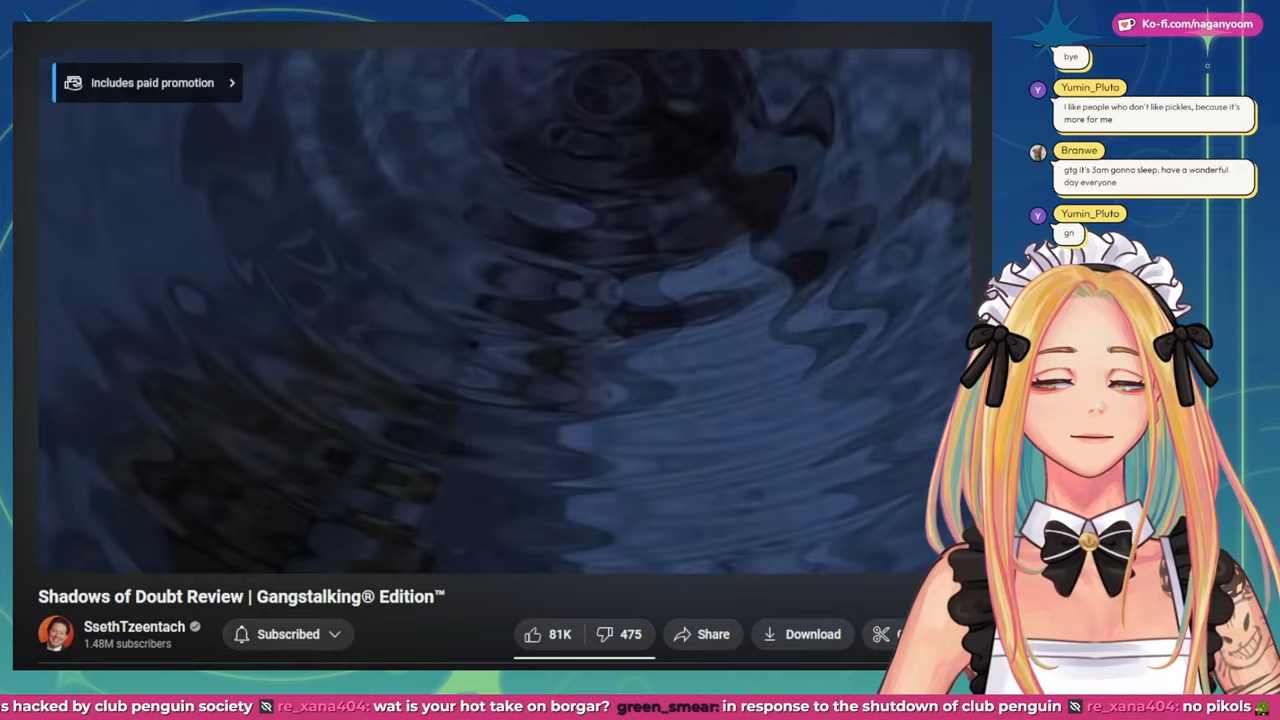 Ko-fi.com/naganyoom
bye
Yumin_Pluto
I like people who don't like pickles, because it's
more for me
Branwe
gtg it's 3am gonna sleep, have a wonderful
day everyone
Yumin_Pluto
gn
Includes paid promotion
Shadows of Doubt Review | Gangstalking® Edition™
SsethTzeentach
1.48M subscribers
Subscribed
81K
475
Share
Download
s hacked by club penguin society re_xana404: wat is your hot take on borgar? green_smear: in response to the shutdown of club penguin re_xana404: no pikols